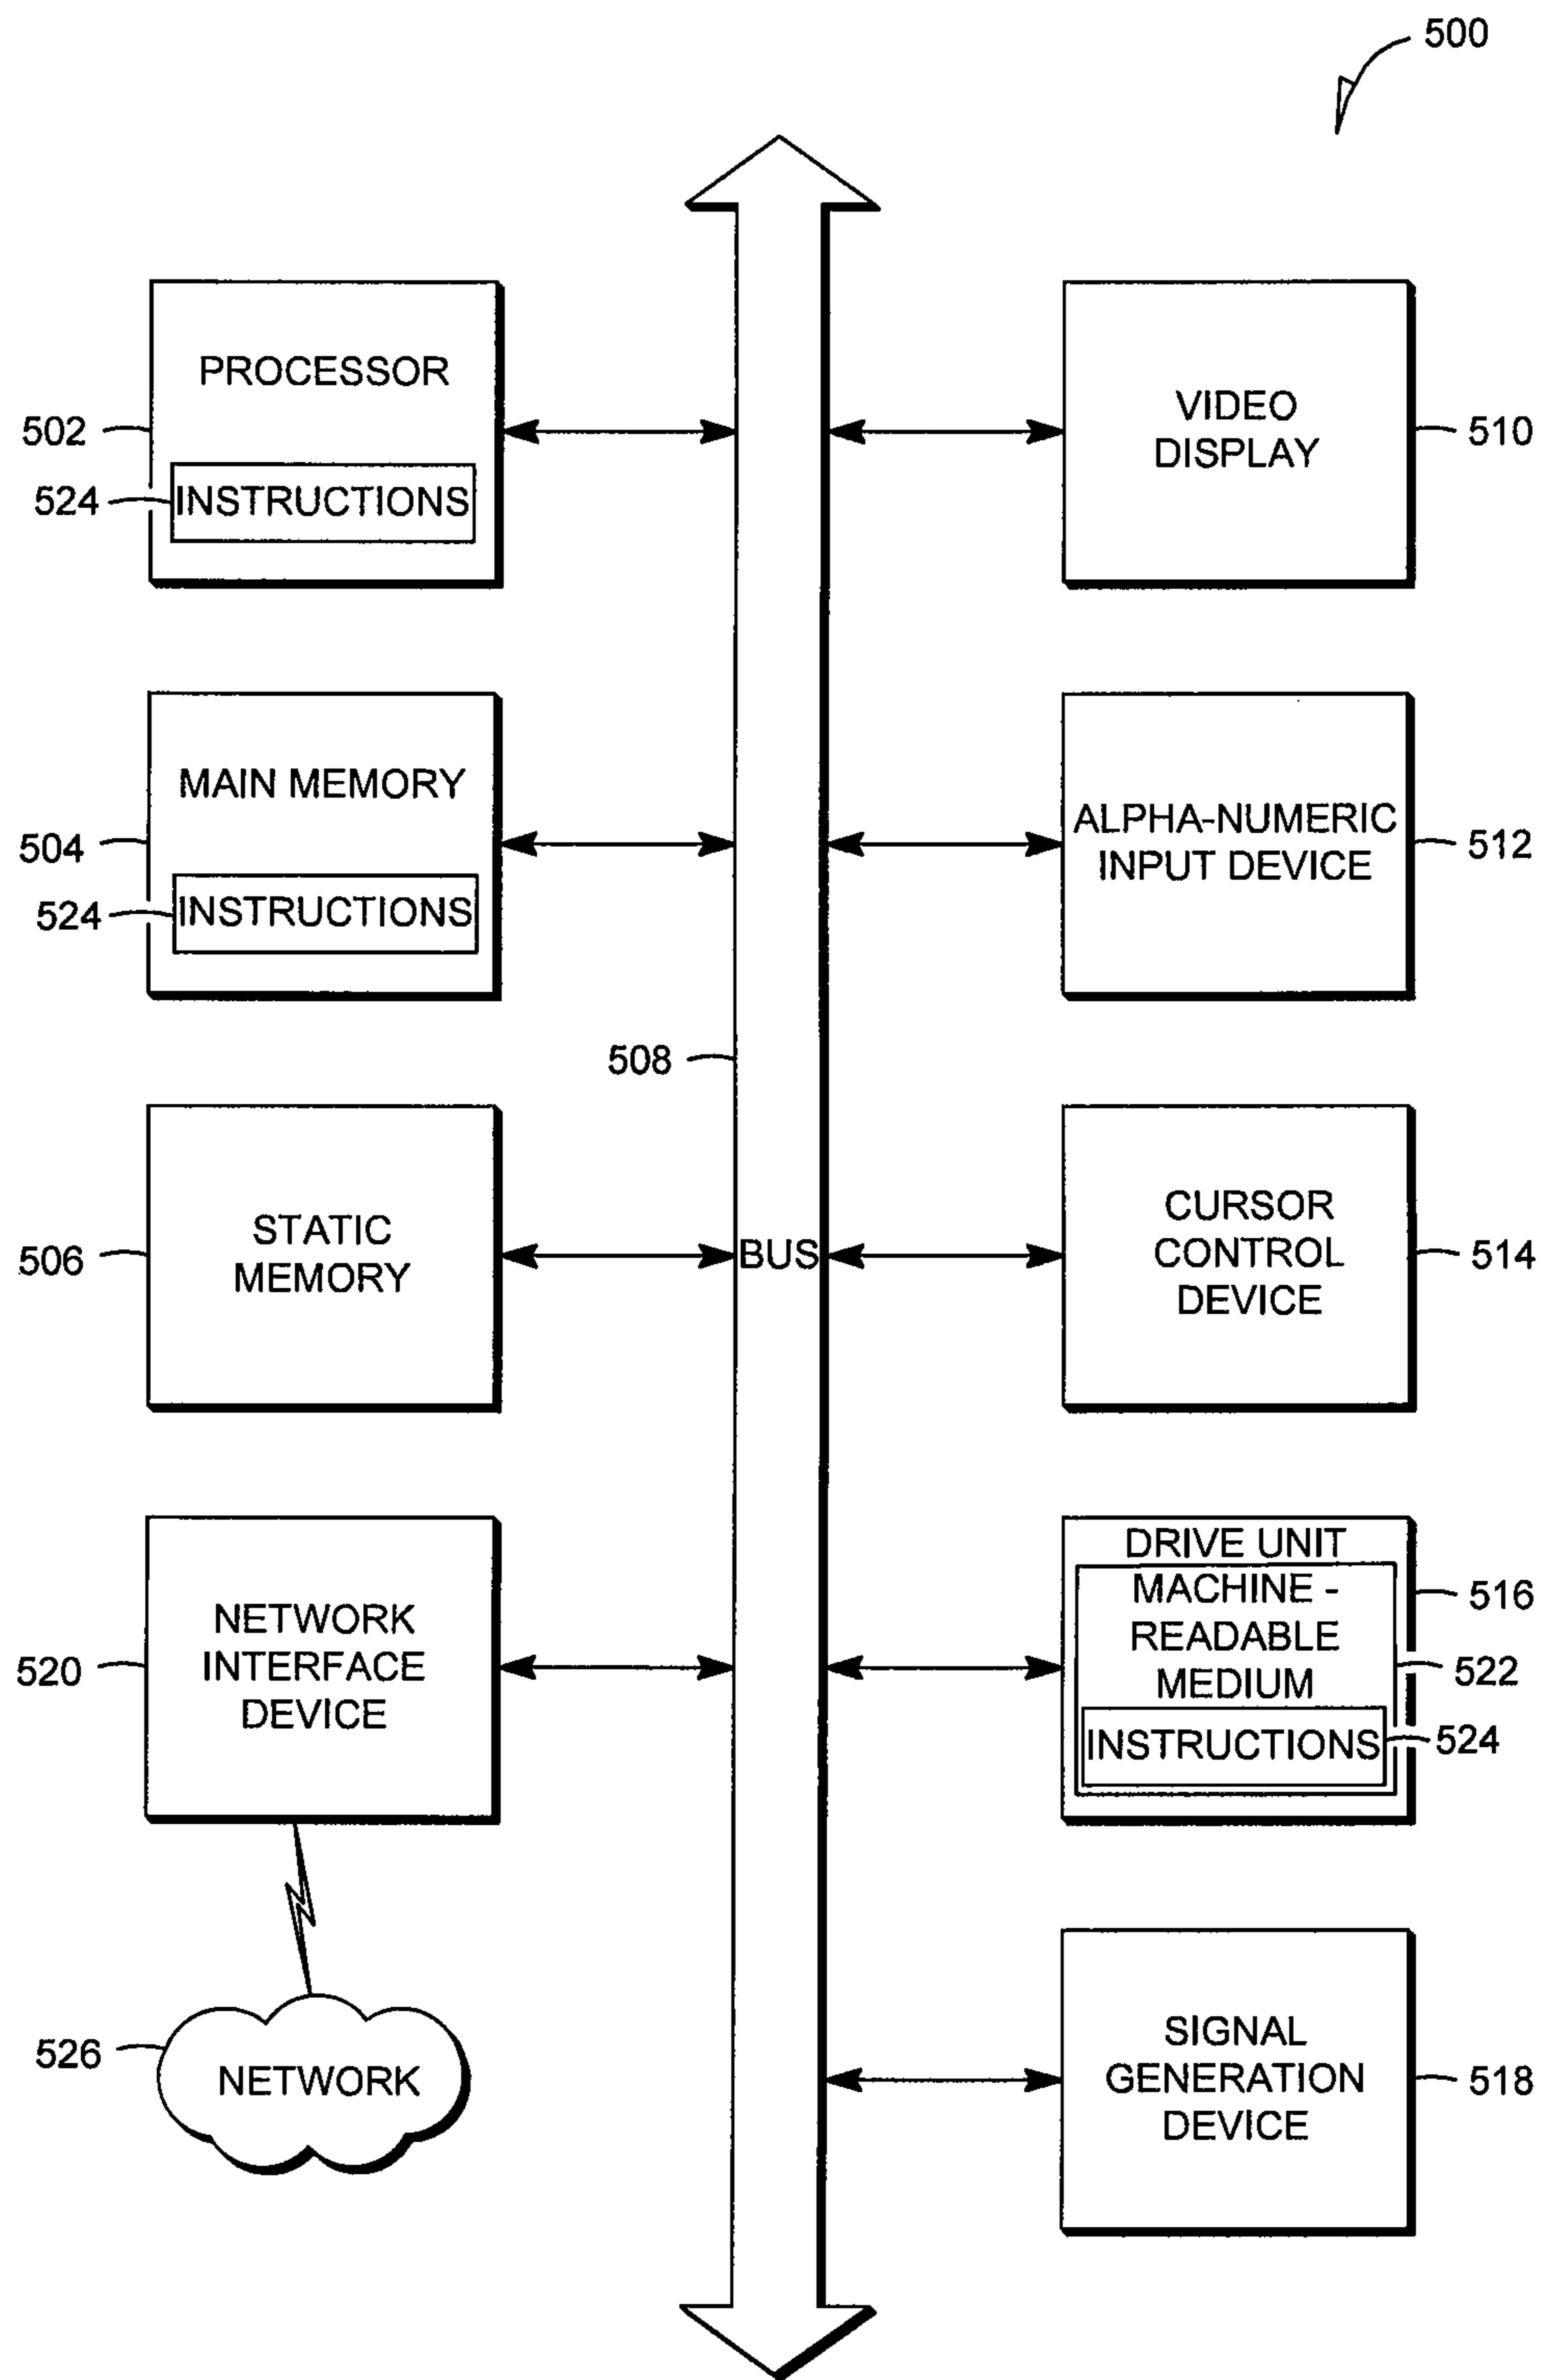 500
PROCESSOR
502
524
INSTRUCTIONS
VIDEO
DISPLAY
510
MAIN MEMORY
504
524
INSTRUCTIONS
ALPHA-NUMERIC
INPUT DEVICE
512
508
STATIC
MEMORY
506
BUS
CURSOR
CONTROL
DEVICE
514
NETWORK
INTERFACE
DEVICE
520
DRIVE UNIT
MACHINE -
READABLE
MEDIUM
516
522
INSTRUCTIONS
524
526
NETWORK
SIGNAL
GENERATION
DEVICE
518